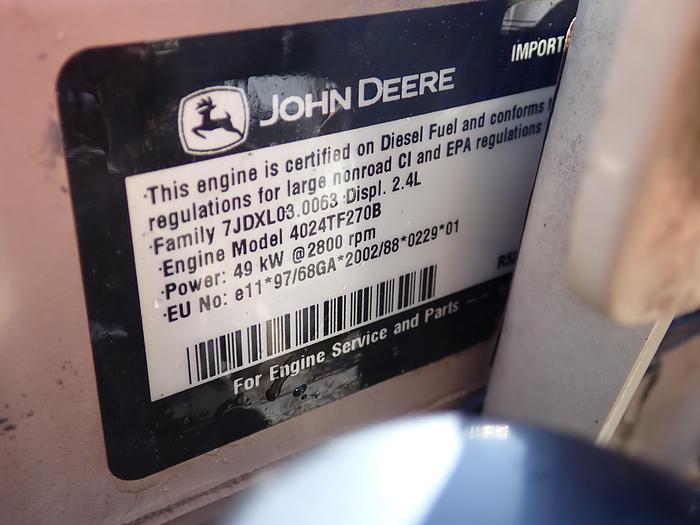 IMPORT
JOHN DEERE
·This engine is certified on Diesel Fuel and conforms
regulations for large nonroad CI and EPA regulations
·Family 7JDXL03.0063 Displ. 2.4L
·Engine Model 4024TF270B
·Power: 49 kW @2800 rpm
·EU No: e11*97/68GA*2002/88*0229*01
For Engine Service and Parts